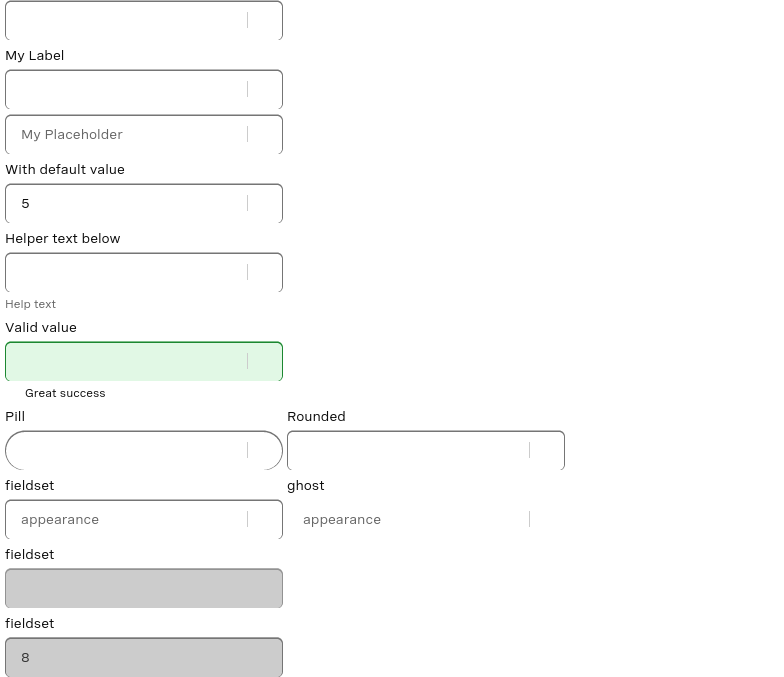 My Label
My Placeholder
With default value
5
Helper text below
Help text
Valid value
Great success
Pill
Rounded
fieldset
ghost
appearance
appearance
fieldset
fieldset
8